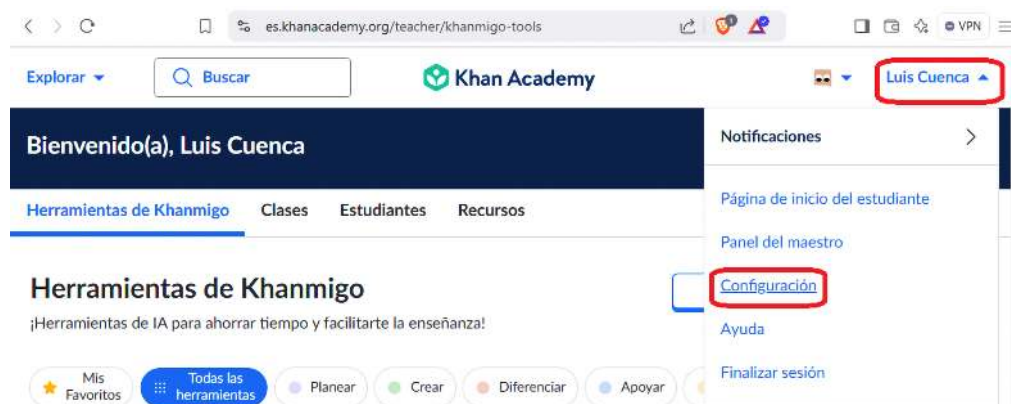 es.khanacademy.org/teacher/khanmigo-tools
VPN
Explorar
Buscar
Khan Academy
Luis Cuenca
Bienvenido(a), Luis Cuenca
Notificaciones
Herramientas de Khanmigo Clases Estudiantes Recursos
Página de inicio del estudiante
Panel del maestro
Configuración
Ayuda
Finalizar sesión
Herramientas de Khanmigo
¡Herramientas de IA para ahorrar tiempo y facilitarte la enseñanza!
Mis Favoritos
Todas las herramientas
Planear
Crear
Diferenciar
Apoyar